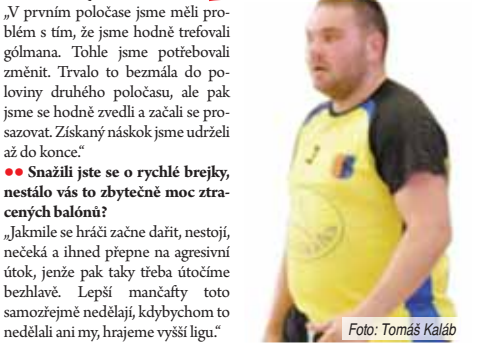 „V prvním poločase jsme měli pro-
blém s tím, že jsme hodně trefovali
gólmana. Tohle jsme potřebovali
změnit. Trvalo to bezmála do po-
loviny druhého poločasu, ale pak
jsme se hodně zvedli a začali se pro-
sazovat. Získaný náskok jsme udrželi
až do konce.“
●● Snažili jste se o rychlé brejky,
nestálo vás to zbytečně moc ztra-
cených balónů?
„Jakmile se hráči začne dařit, nestojí,
nečeká a ihned přepne na agresivní
útok, jenže pak taky třeba útočíme
bezhlavě. Lepší mančafty toto
samozřejmě nedělají, kdybychom to
nedělali ani my, hrajeme vyšší ligu.“
Foto: Tomáš Kaláb